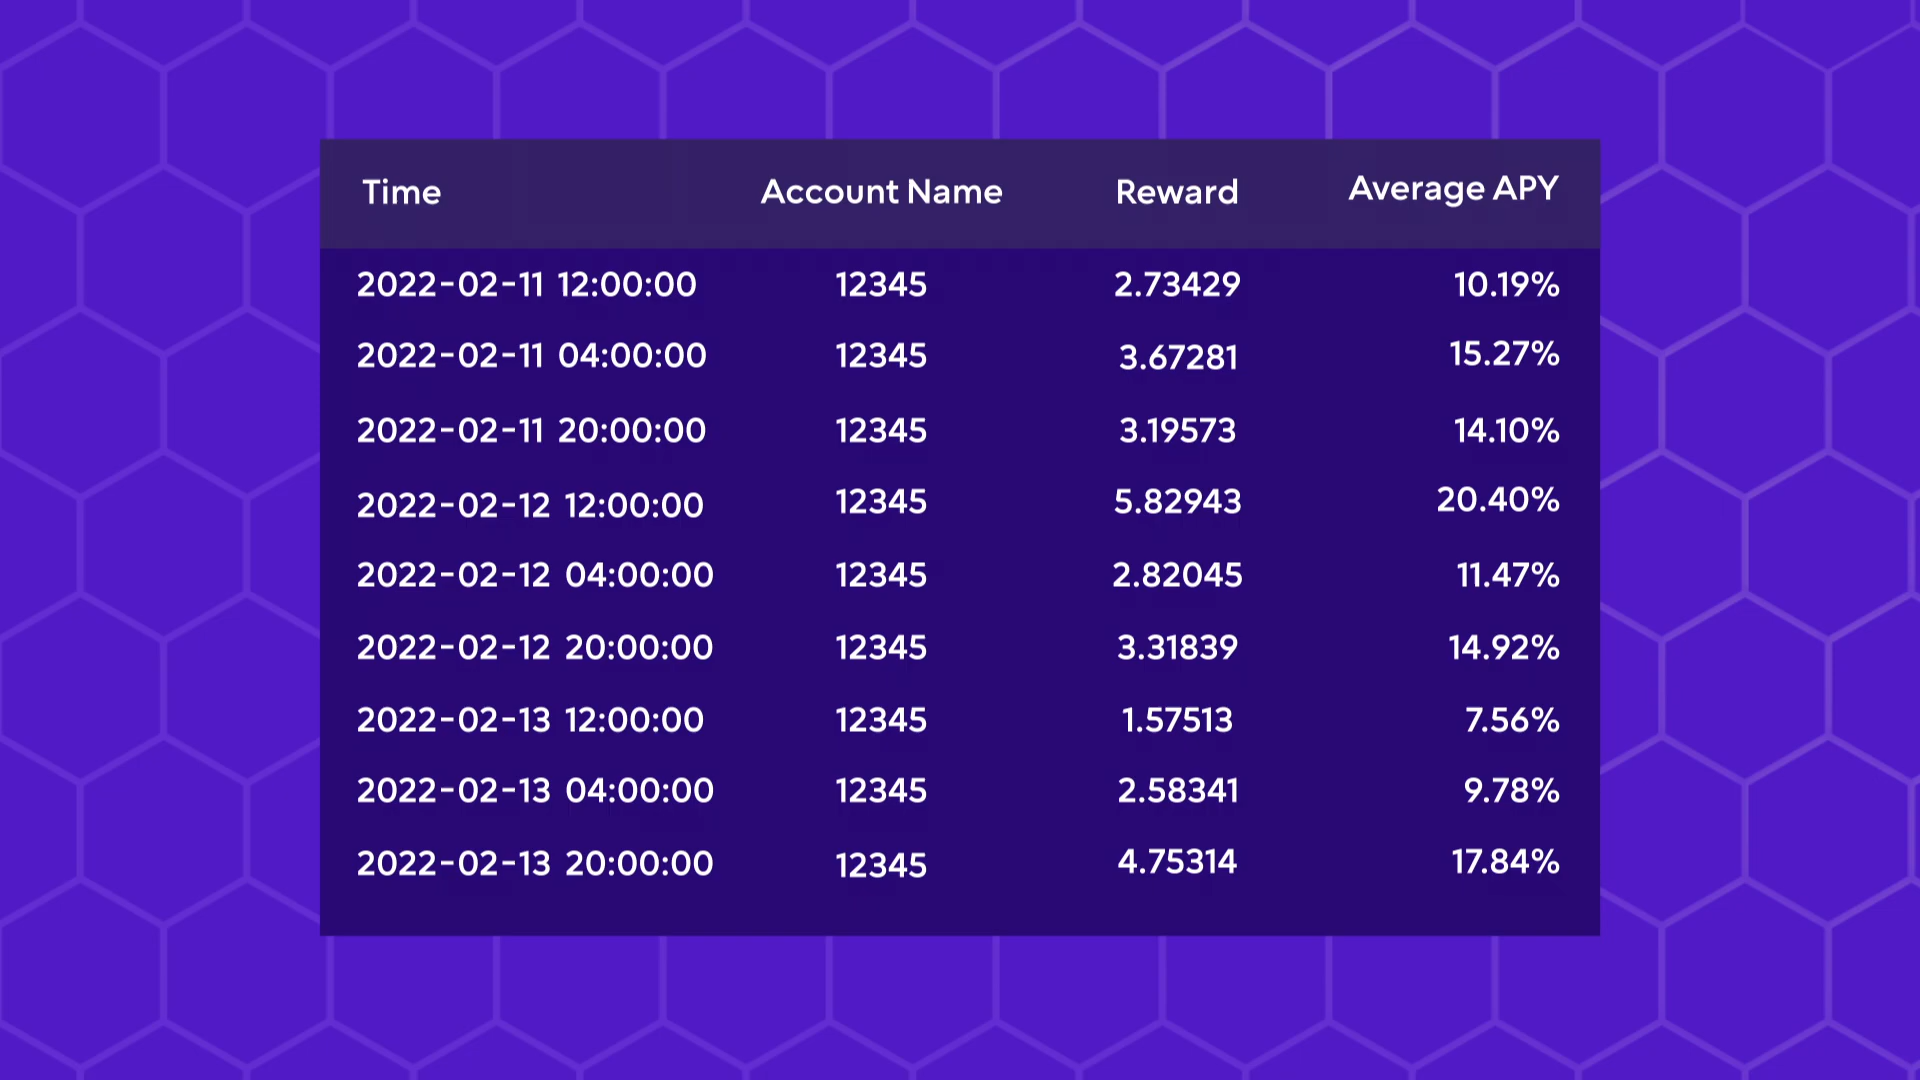 Time Account Name Reward Average APY
2022-02-11 12:00:00 12345 2.73429 10.19%
2022-02-11 04:00:00 12345 3.67281 15.27%
2022-02-11 20:00:00 12345 3.19573 14.10%
2022-02-12 12:00:00 12345 5.82943 20.40%
2022-02-12 04:00:00 12345 2.82045 11.47%
2022-02-12 20:00:00 12345 3.31839 14.92%
2022-02-13 12:00:00 12345 1.57513 7.56%
2022-02-13 04:00:00 12345 2.58341 9.78%
2022-02-13 20:00:00 12345 4.75314 17.84%